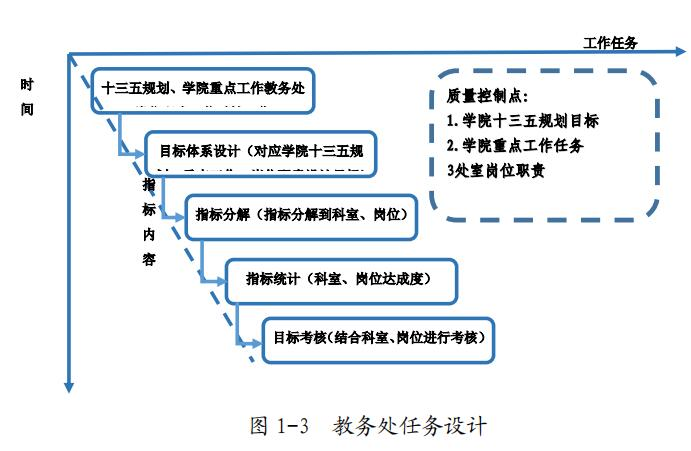 工作任务
时
间
十三五规划、学院重点工作教务处
质量控制点:
1.学院十三五规划目标
2.学院重点工作任务
3处室岗位职责
目标体系设计(对应学院十三五规
指
标
内
容
指标分解(指标分解到科室、岗位)
指标统计(科室、岗位达成度)
目标考核(结合科室、岗位进行考核)
图 1-3 教务处任务设计